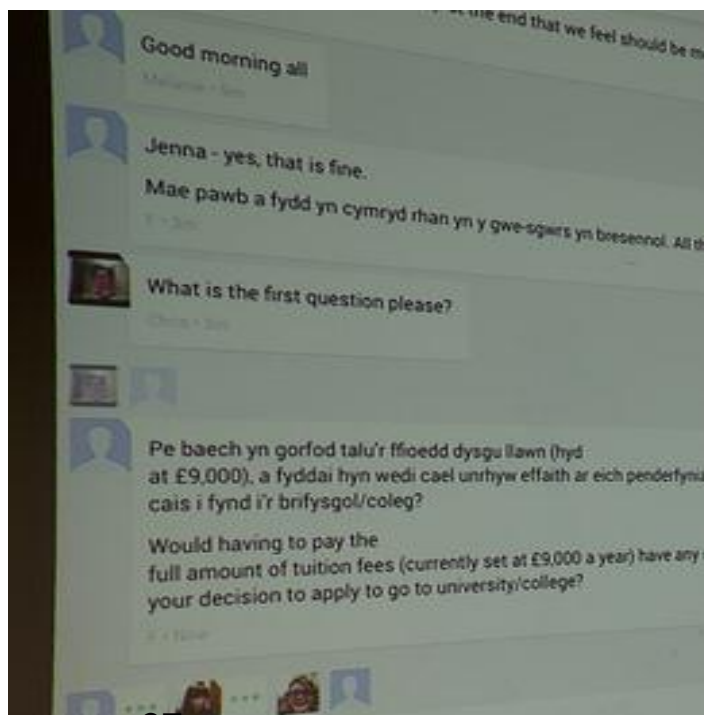 the end that we feel should be
Good morning all
Jenna - yes, that is fine.
Mae pawb a fydd yn cymryd rhan yn y gwe-sgwrs yn bresennol. All
What is the first question please?
Pe baech yn gorfod talu'r ffioedd dysgu llawn (hyd
at £9,000), a fyddai hyn wedi cael unrhyw effaith ar eich
cais i fynd i'r brifysgol/coleg?
Would having to pay the
full amount of tuition fees (currently set at £9,000 a year) have any
your decision to apply to go to university/college?